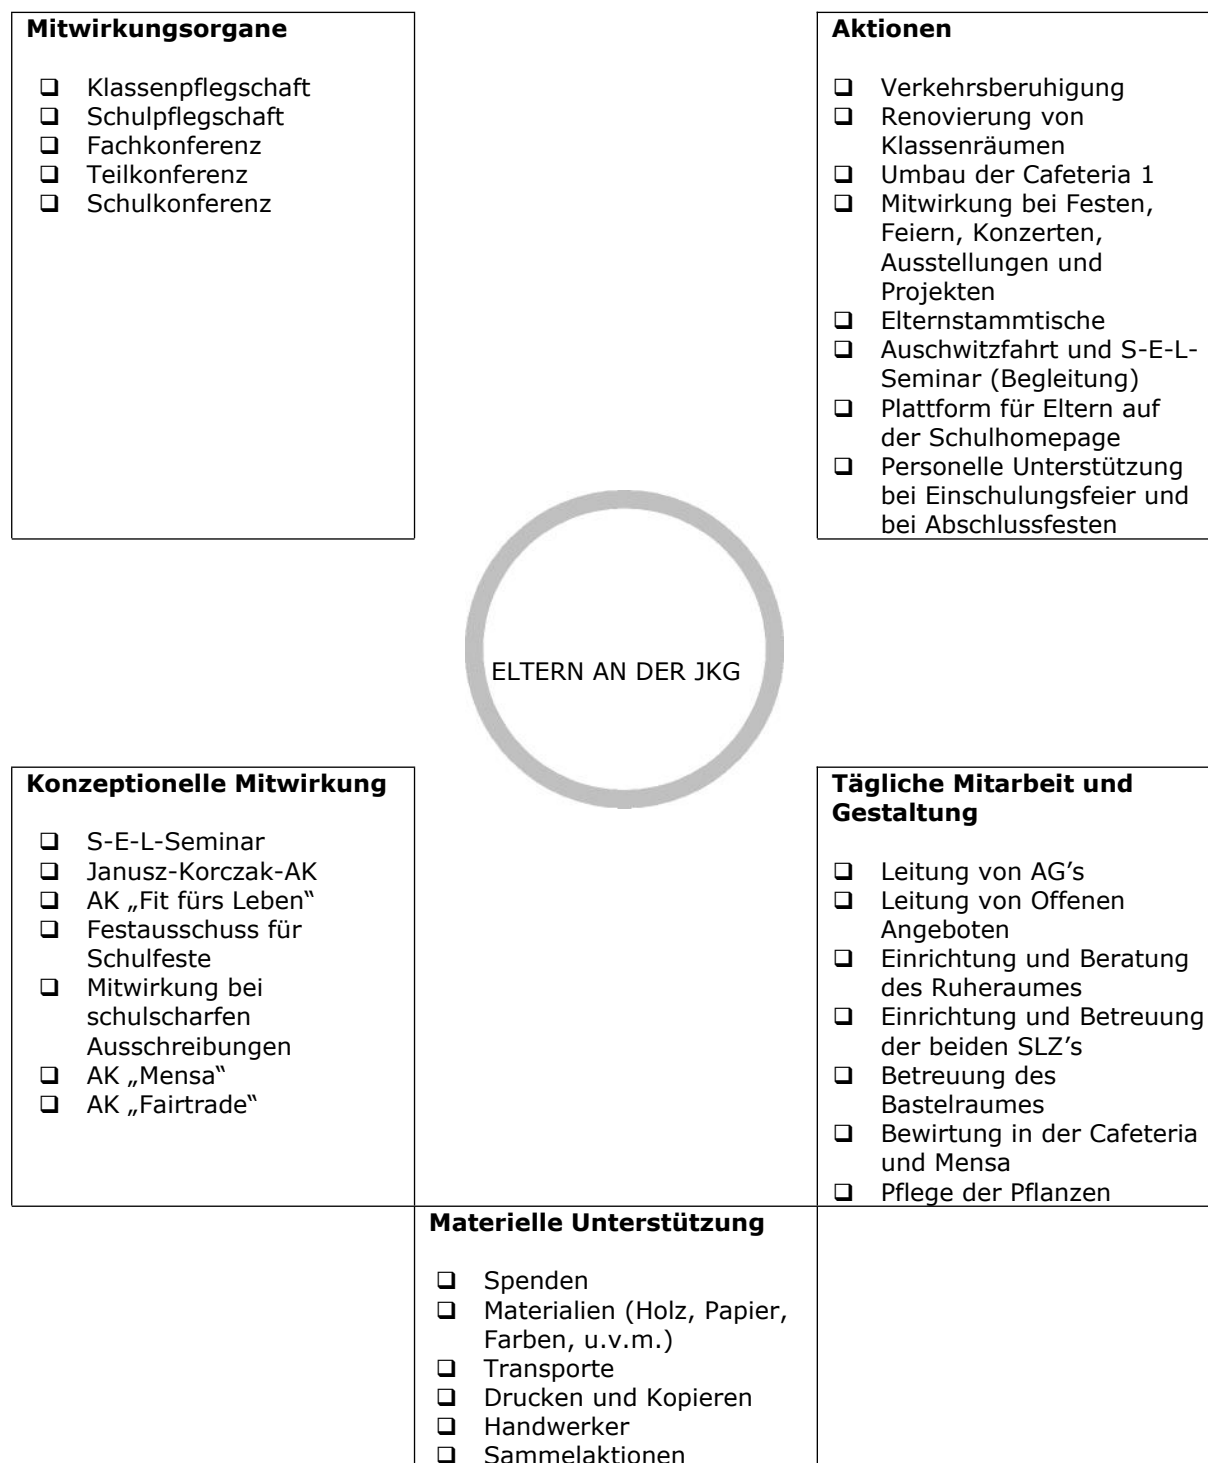 Mitwirkungsorgane
❑ Klassenpflegschaft
❑ Schulpflegschaft
❑ Fachkonferenz
❑ Teilkonferenz
❑ Schulkonferenz
Aktionen
❑ Verkehrsberuhigung
❑ Renovierung von
Klassenräumen
❑ Umbau der Cafeteria 1
❑ Mitwirkung bei Festen,
Feiern, Konzerten,
Ausstellungen und
Projekten
❑ Elternstammtische
❑ Auschwitzfahrt und S-E-L-
Seminar (Begleitung)
❑ Plattform für Eltern auf
der Schulhomepage
❑ Personelle Unterstützung
bei Einschulungsfeier und
bei Abschlussfesten
ELTERN AN DER JKG
Konzeptionelle Mitwirkung
❑ S-E-L-Seminar
❑ Janusz-Korczak-AK
❑ AK „Fit fürs Leben“
❑ Festausschuss für
Schulfeste
❑ Mitwirkung bei
schulscharfen
Ausschreibungen
❑ AK „Mensa“
❑ AK „Fairtrade“
Tägliche Mitarbeit und
Gestaltung
❑ Leitung von AG’s
❑ Leitung von Offenen
Angeboten
❑ Einrichtung und Beratung
des Ruheraumes
❑ Einrichtung und Betreuung
der beiden SLZ’s
❑ Betreuung des
Bastelraumes
❑ Bewirtung in der Cafeteria
und Mensa
❑ Pflege der Pflanzen
Materielle Unterstützung
❑ Spenden
❑ Materialien (Holz, Papier,
Farben, u.v.m.)
❑ Transporte
❑ Drucken und Kopieren
❑ Handwerker
❑ Sammelaktionen